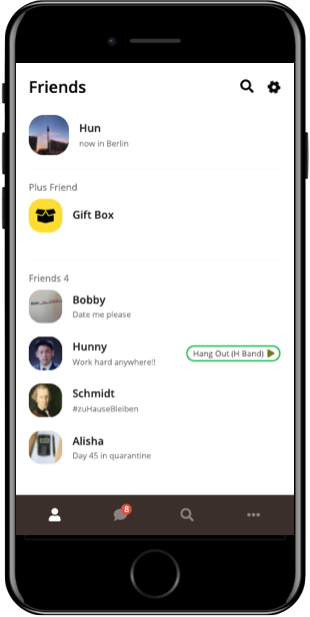 Friends
Hun
now in Berlin
Plus Friend
Gift Box
Friends 4
Bobby
Date me please
Hunny
Work hard anywhere!!
Hang Out (H Band)
Schmidt
#zuHauseBleiben
Alisha
Day 45 in quarantine
8